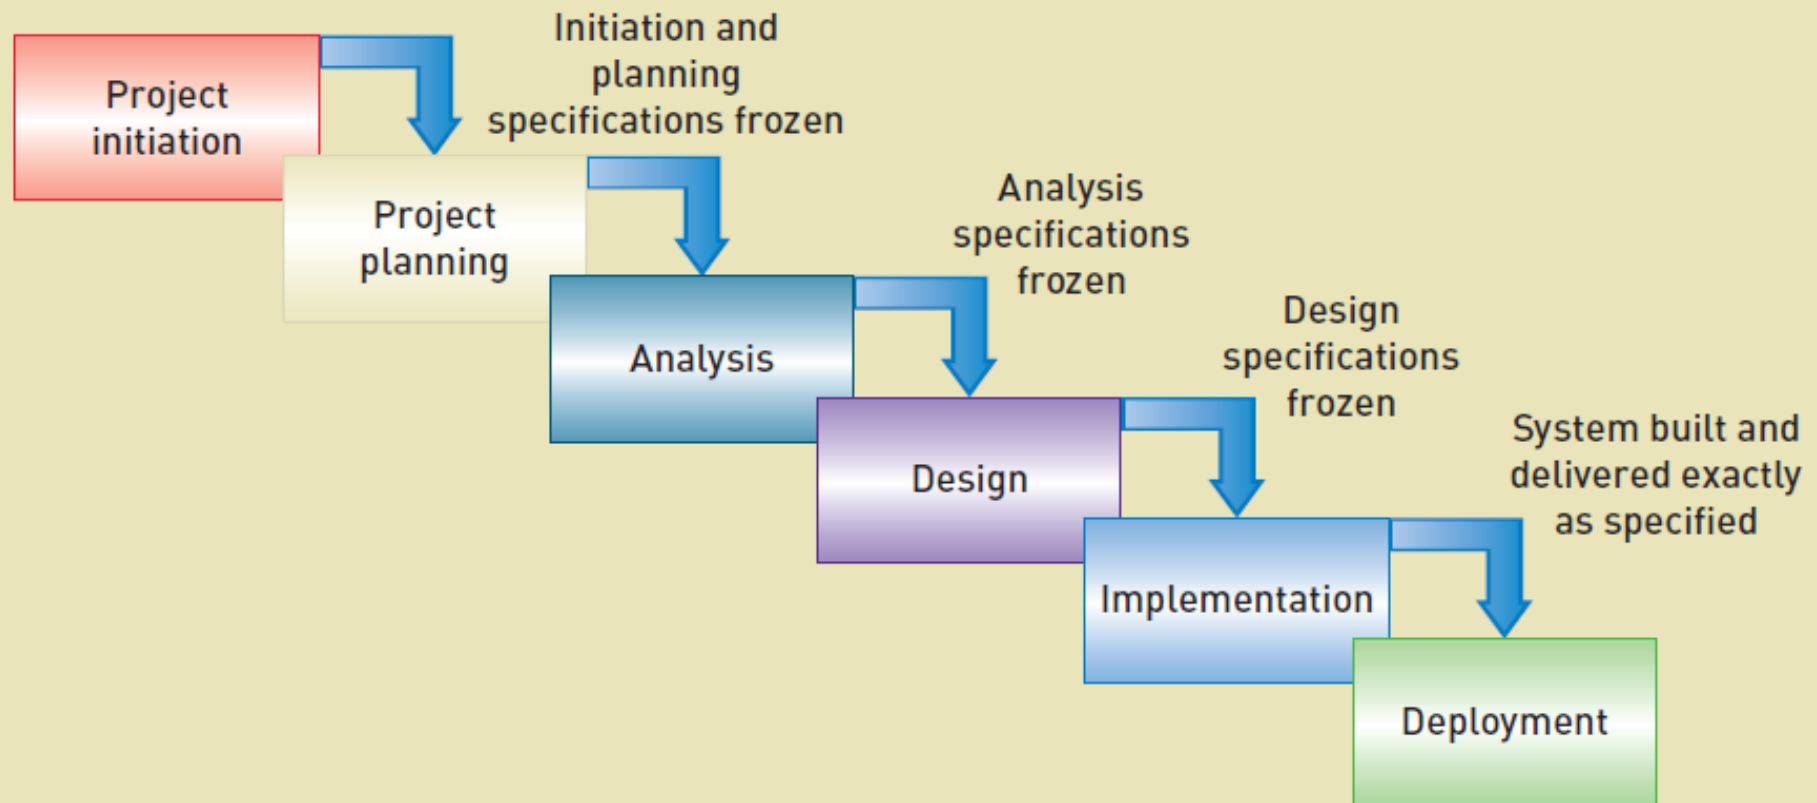 Project
initiation
Initiation and
planning
specifications frozen
Project
planning
Analysis
specifications
frozen
Analysis
Design
specifications
frozen
Design
System built and
delivered exactly
as specified
Implementation
Deployment